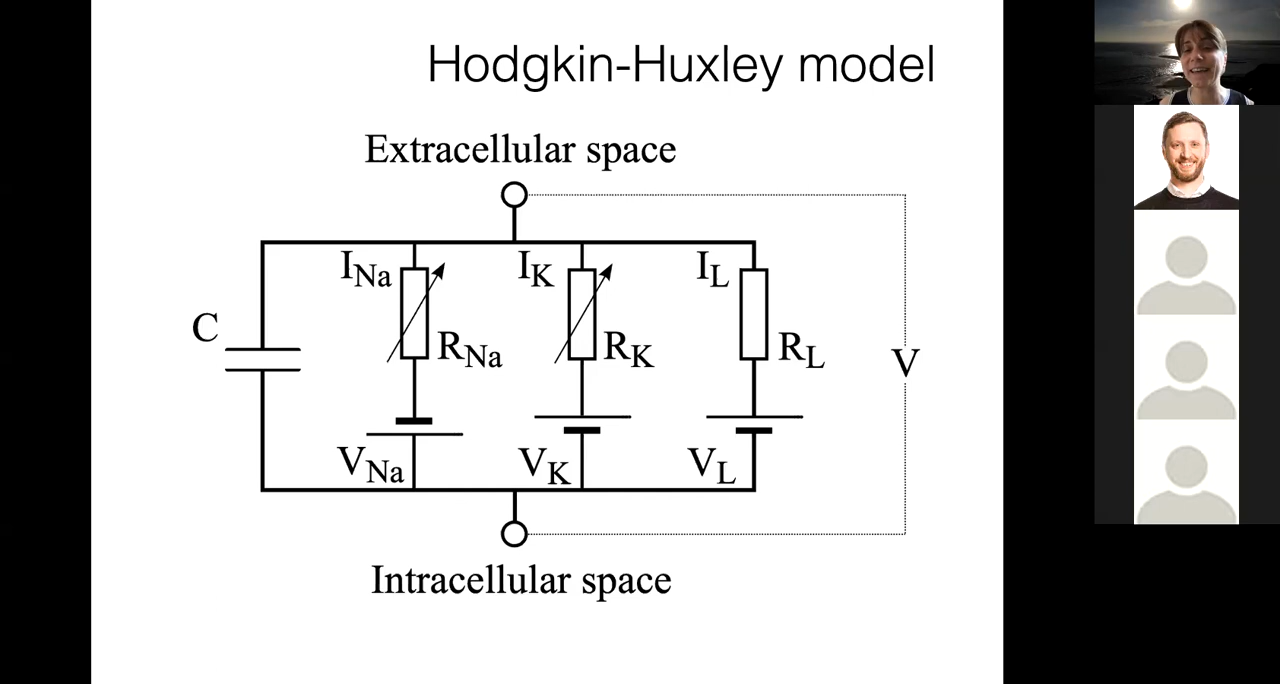 Hodgkin-Huxley model
Extracellular space
I_Na
I_K
I_L
C
R_Na
R_K
R_L
V
V_Na
V_K
V_L
Intracellular space